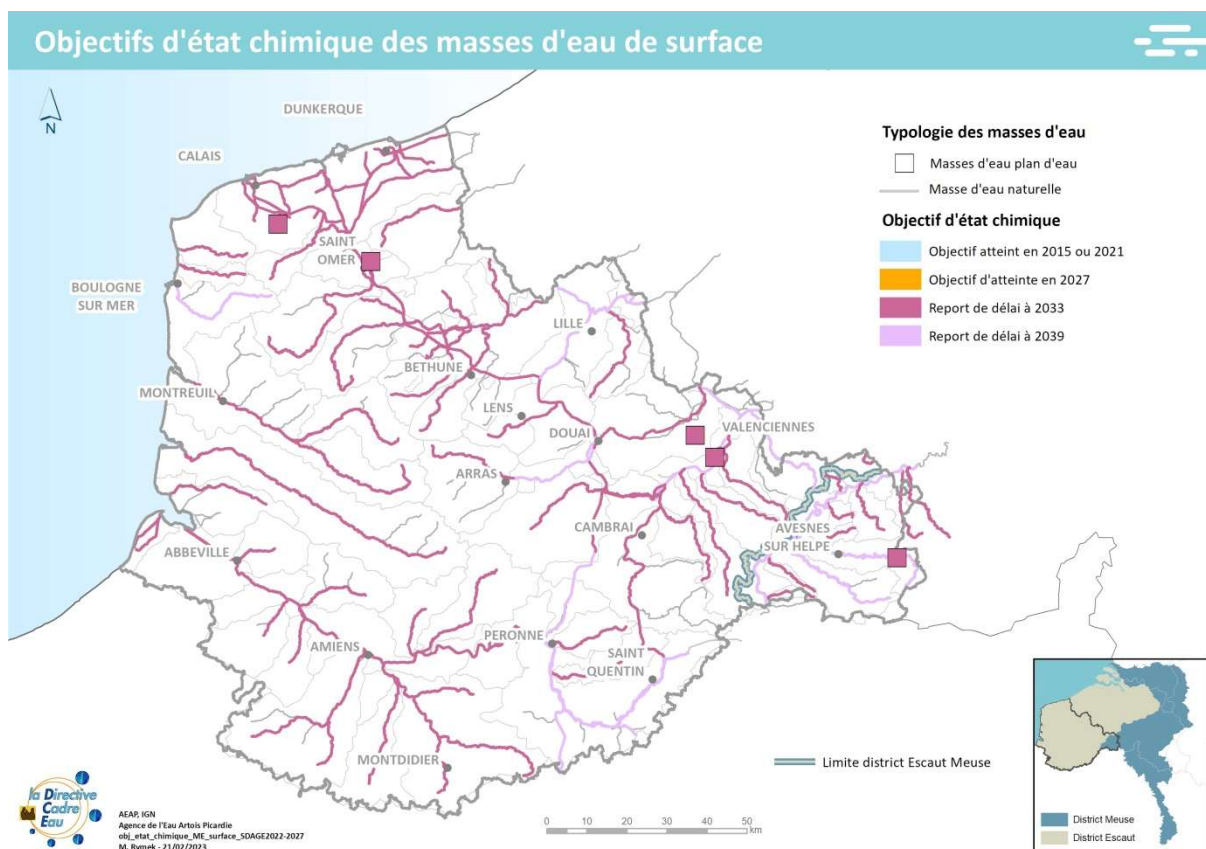 Objectifs d'état chimique des masses d'eau de surface
N
DUNKERQUE
CALAIS
SAINT
OMER
BOULOGNE
SUR MER
LILLE
BETHUNE
MONTREUIL
LENS
DOUAI
VALENCIENNES
ARRAS
CAMBRAI
AVESNES
SUR HELPE
ABBEVILLE
AMIENS
PERONNE
SAINT
QUENTIN
MONTDIDIER
Typologie des masses d'eau
Masses d'eau plan d'eau
Masse d'eau naturelle
Objectif d'état chimique
Objectif atteint en 2015 ou 2021
Objectif d'atteinte en 2027
Report de délai à 2033
Report de délai à 2039
Limite district Escaut Meuse
District Meuse
District Escaut
la Directive
Cadre
Eau
AEAP, IGN
Agence de l'Eau Artois Picardie
obj_etat_chimique_ME_surface_SDAGE2022-2027
M. Rymek - 21/02/2023
0 10 20 30 40 50
km